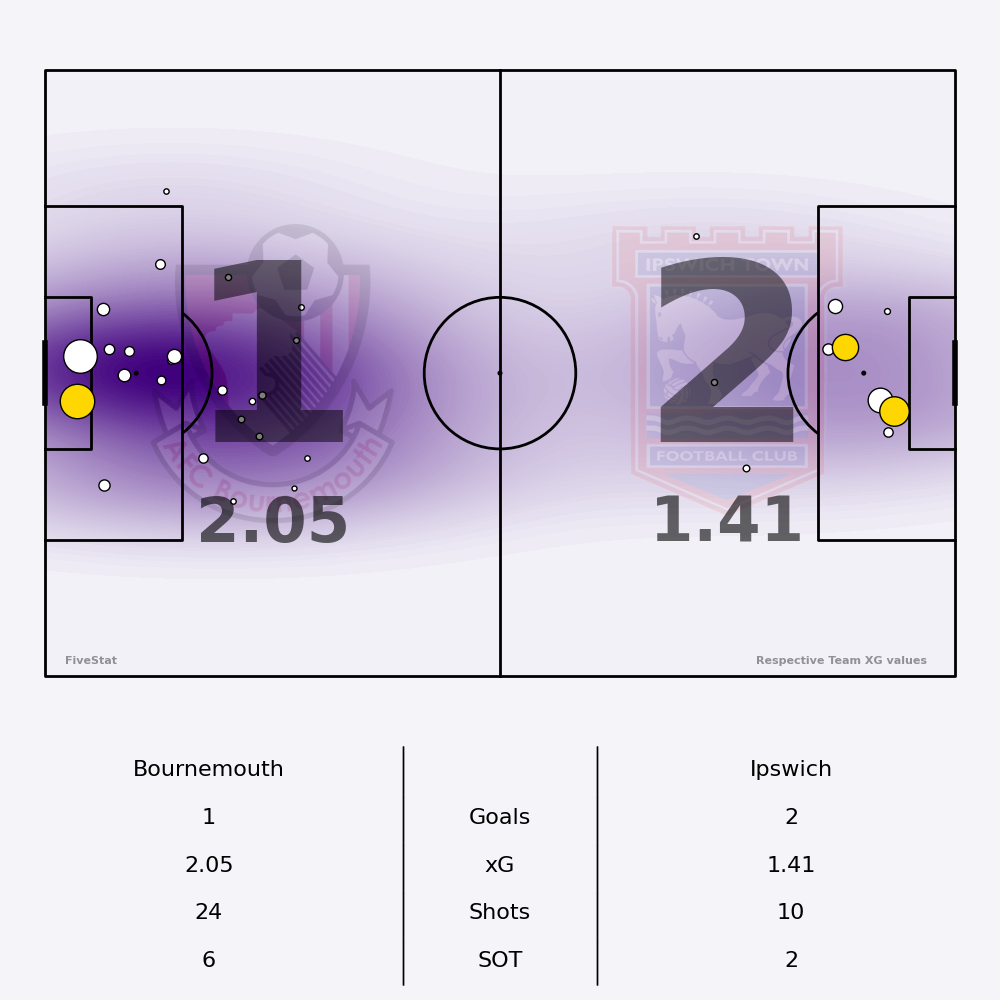 1
2
IPSWICH TOWN
FOOTBALL CLUB
AFC Bournemouth
2.05
1.41
FiveStat
Respective Team XG values
Bournemouth
Ipswich
1
Goals
2
2.05
xG
1.41
24
Shots
10
6
SOT
2